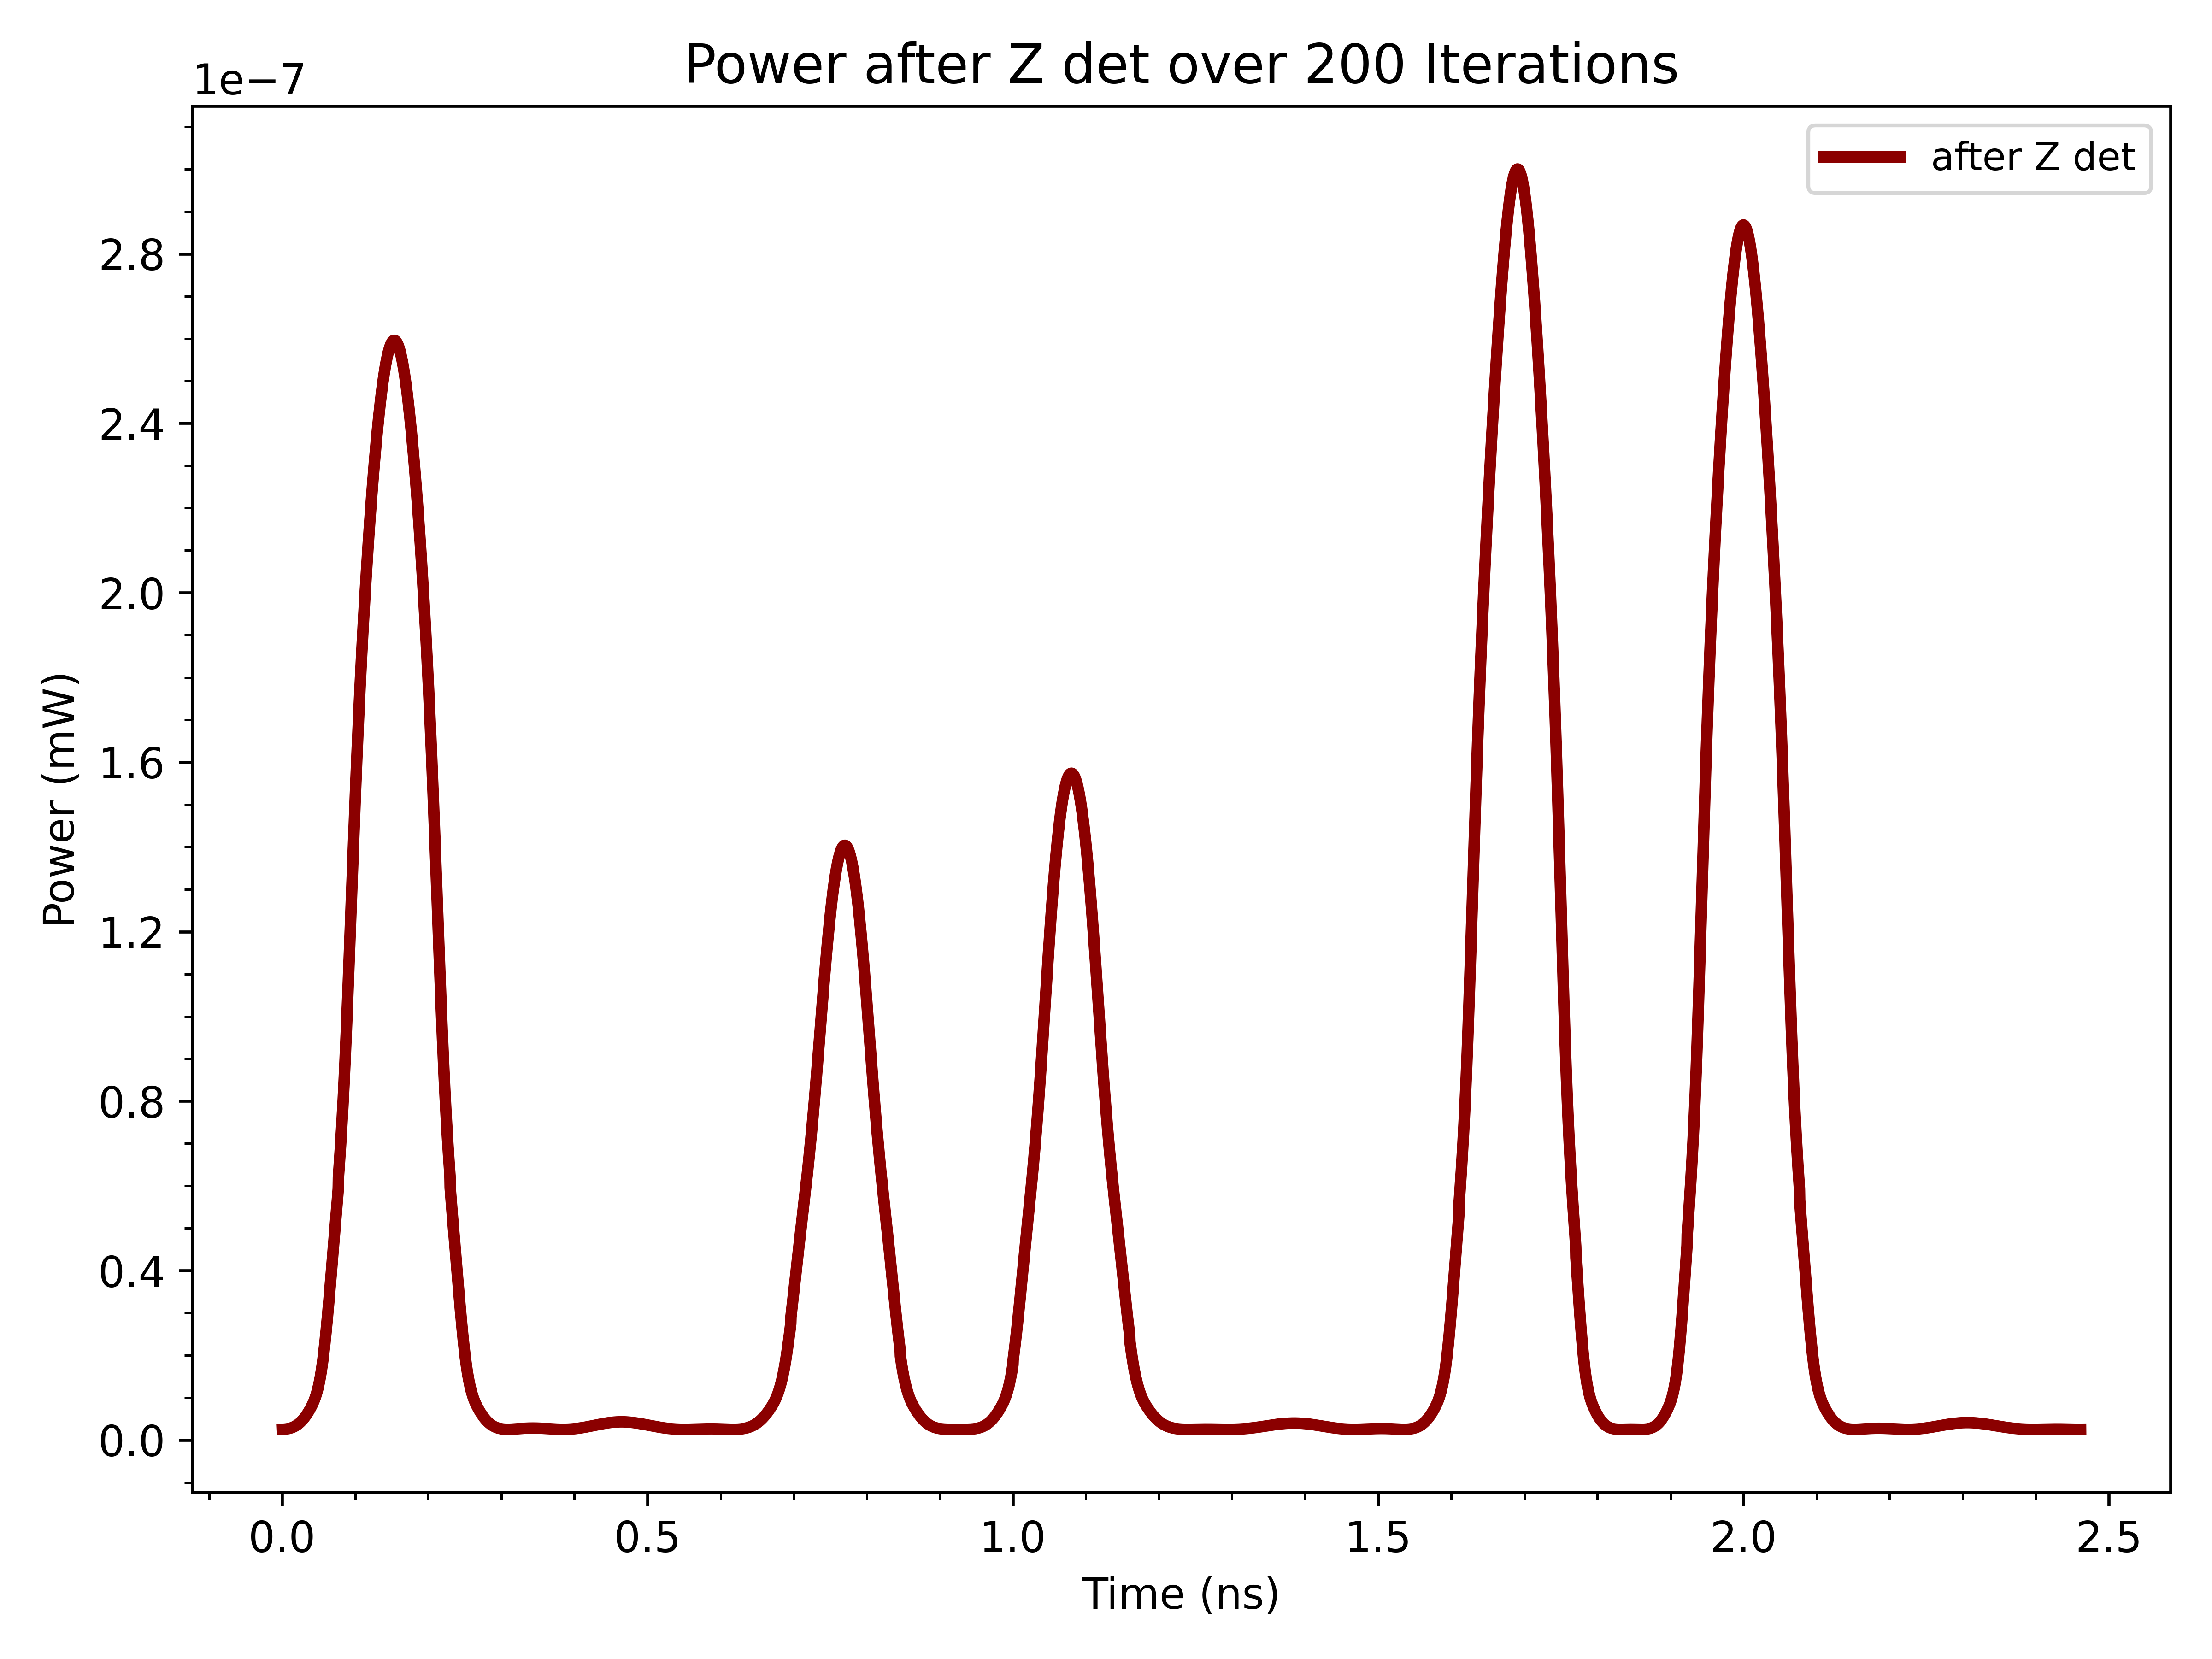 Power after Z det over 200 Iterations
1e−7
after Z det
2.8
2.4
2.0
1.6
1.2
0.8
0.4
0.0
Power (mW)
0.0 0.5 1.0 1.5 2.0 2.5
Time (ns)